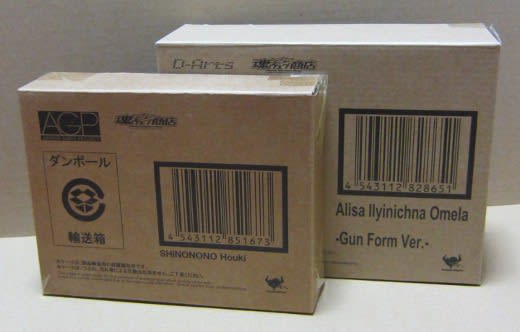 AGP
魂ウェブ商店
ダンボール
輸送箱
4 543112 851673
SHINONONO Houki
D-Arts
魂ウェブ商店
4 543112 828651
Alisa Ilyinichna Omela
-Gun Form Ver.-